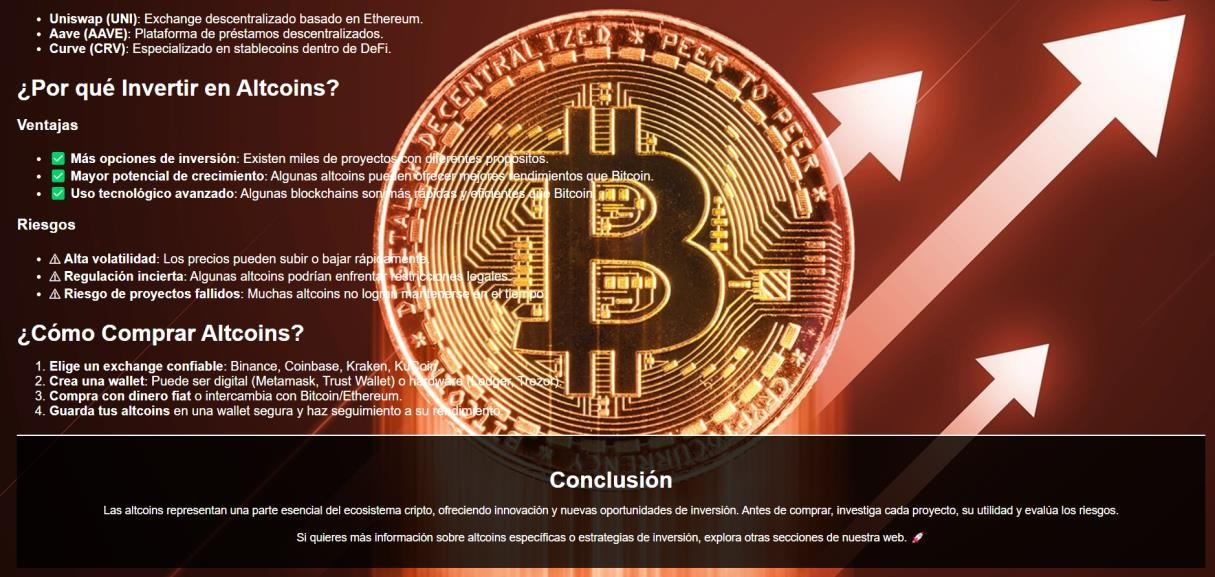 Uniswap (UNI): Exchange descentralizado basado en Ethereum.
Aave (AAVE): Plataforma de préstamos descentralizados.
Curve (CRV): Especializado en stablecoins dentro de DeFi.
¿Por qué Invertir en Altcoins?
Ventajas
✅ Más opciones de inversión: Existen miles de proyectos con diferentes propósitos.
✅ Mayor potencial de crecimiento: Algunas altcoins pueden ofrecer mejores rendimientos que Bitcoin.
✅ Uso tecnológico avanzado: Algunas blockchains son más rápidas y eficientes que Bitcoin.
Riesgos
⚠ Alta volatilidad: Los precios pueden subir o bajar rápidamente.
⚠ Regulación incierta: Algunas altcoins podrían enfrentar restricciones legales.
⚠ Riesgo de proyectos fallidos: Muchas altcoins no logran mantenerse en el tiempo.
¿Cómo Comprar Altcoins?
1. Elige un exchange confiable: Binance, Coinbase, Kraken, KuCoin.
2. Crea una wallet: Puede ser digital (Metamask, Trust Wallet) o hardware (Ledger, Trezor).
3. Compra con dinero fiat o intercambia con Bitcoin/Ethereum.
4. Guarda tus altcoins en una wallet segura y haz seguimiento a su rendimiento.
DECENTRALIZED * PEER TO PEER *
DIGITAL
Conclusión
Las altcoins representan una parte esencial del ecosistema cripto, ofreciendo innovación y nuevas oportunidades de inversión. Antes de comprar, investiga cada proyecto, su utilidad y evalúa los riesgos.
Si quieres más información sobre altcoins específicas o estrategias de inversión, explora otras secciones de nuestra web. 🚀